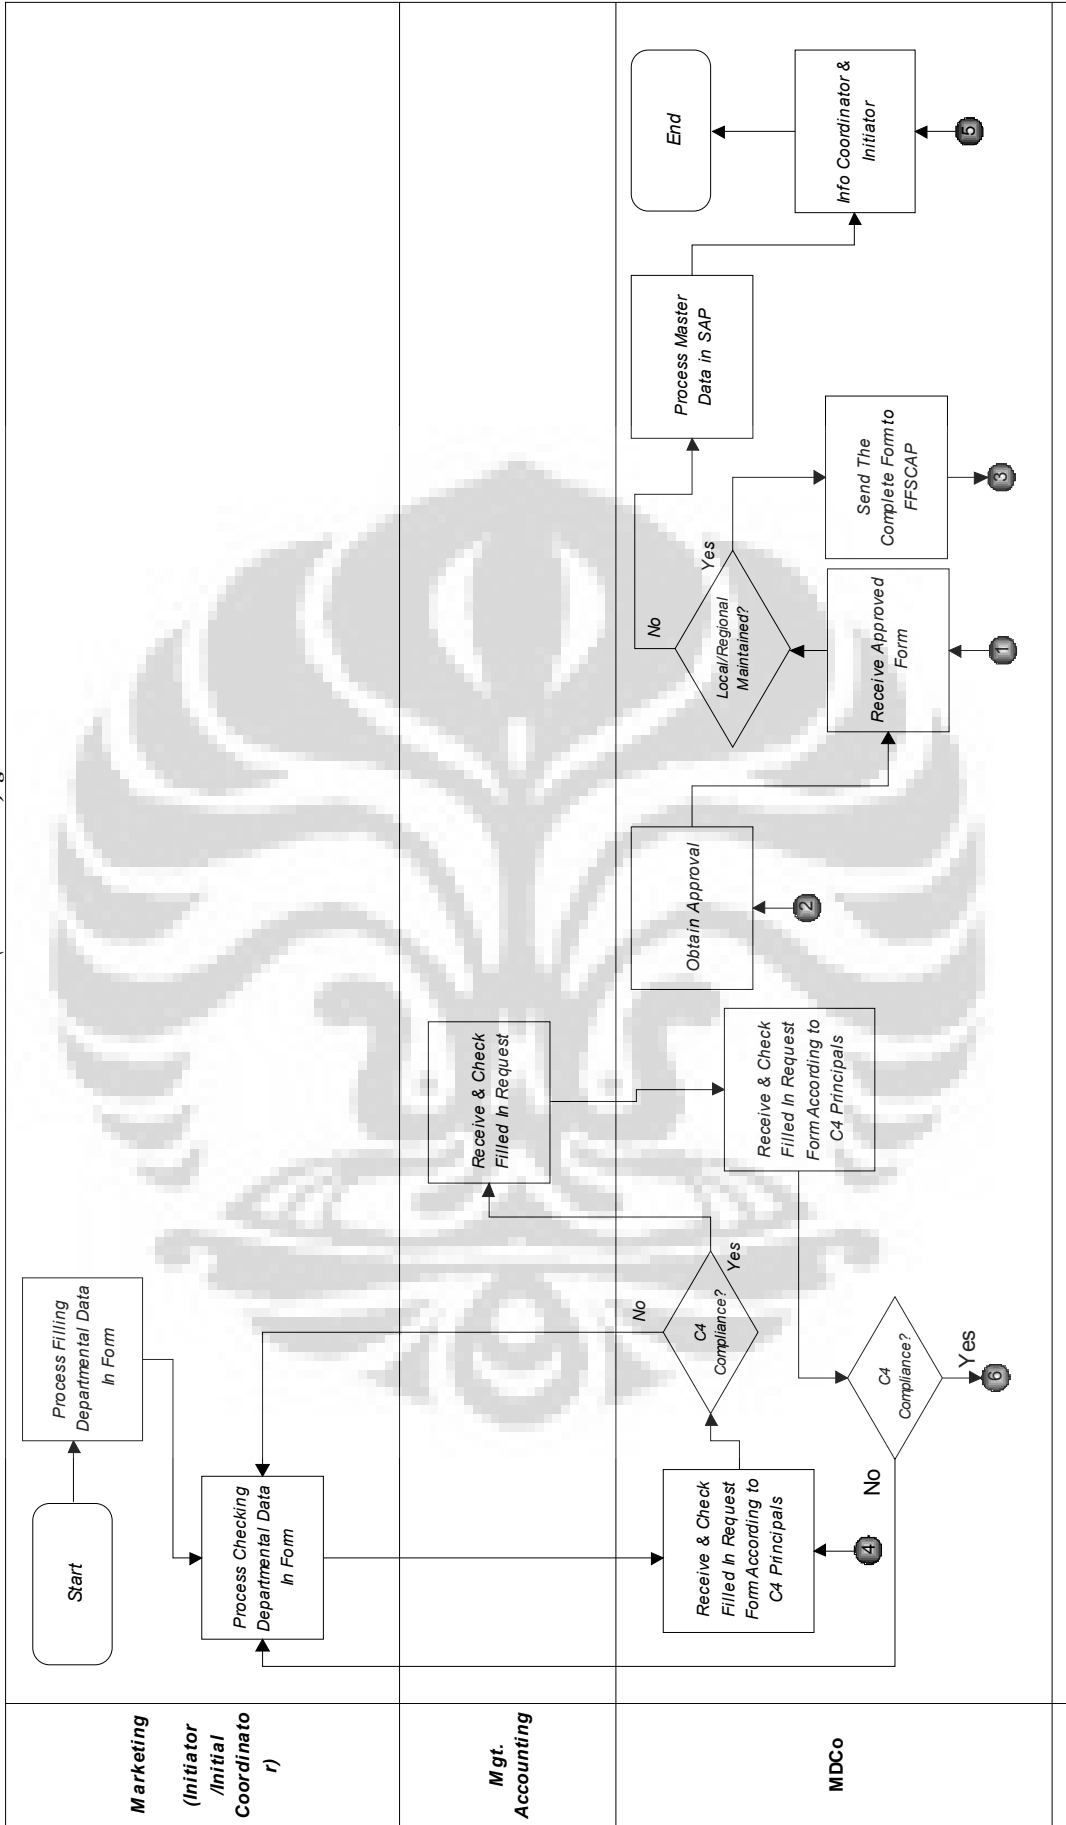 Marketing
(Initiator
/Initial
Coordinato
r)
Start
Process Filling
Departmental Data
In Form
Process Checking
Departmental Data
In Form
Mgt.
Accounting
Receive & Check
Filled In Request
MDCo
Receive & Check
Filled In Request
Form According to
C4 Principals
4
C4
Compliance?
No
Yes
Receive & Check
Filled In Request
Form According to
C4 Principals
C4
Compliance?
No
Yes
6
Obtain Approval
2
Receive Approved
Form
1
Local/Regional
Maintained?
No
Yes
Send The
Complete Form to
FFSCAP
3
Process Master
Data in SAP
Info Coordinator &
Initiator
5
End